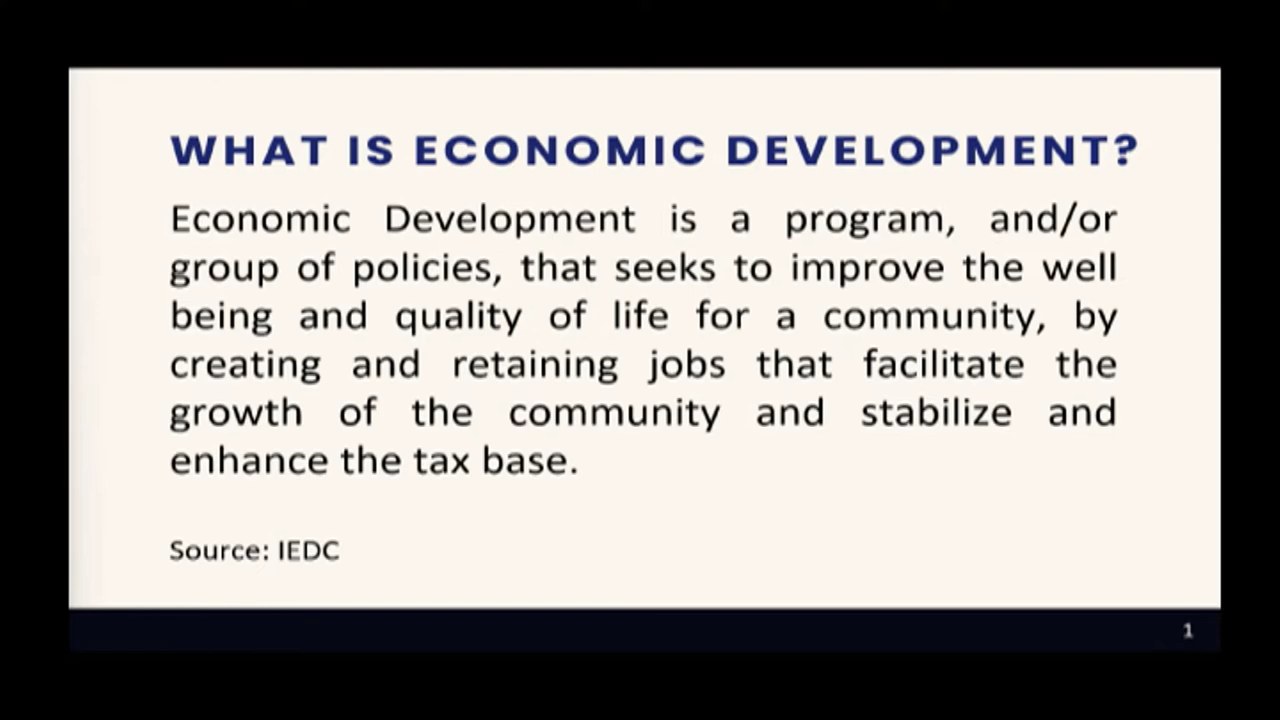 WHAT IS ECONOMIC DEVELOPMENT?
Economic Development is a program, and/or
group of policies, that seeks to improve the well
being and quality of life for a community, by
creating and retaining jobs that facilitate the
growth of the community and stabilize and
enhance the tax base.
Source: IEDC
1